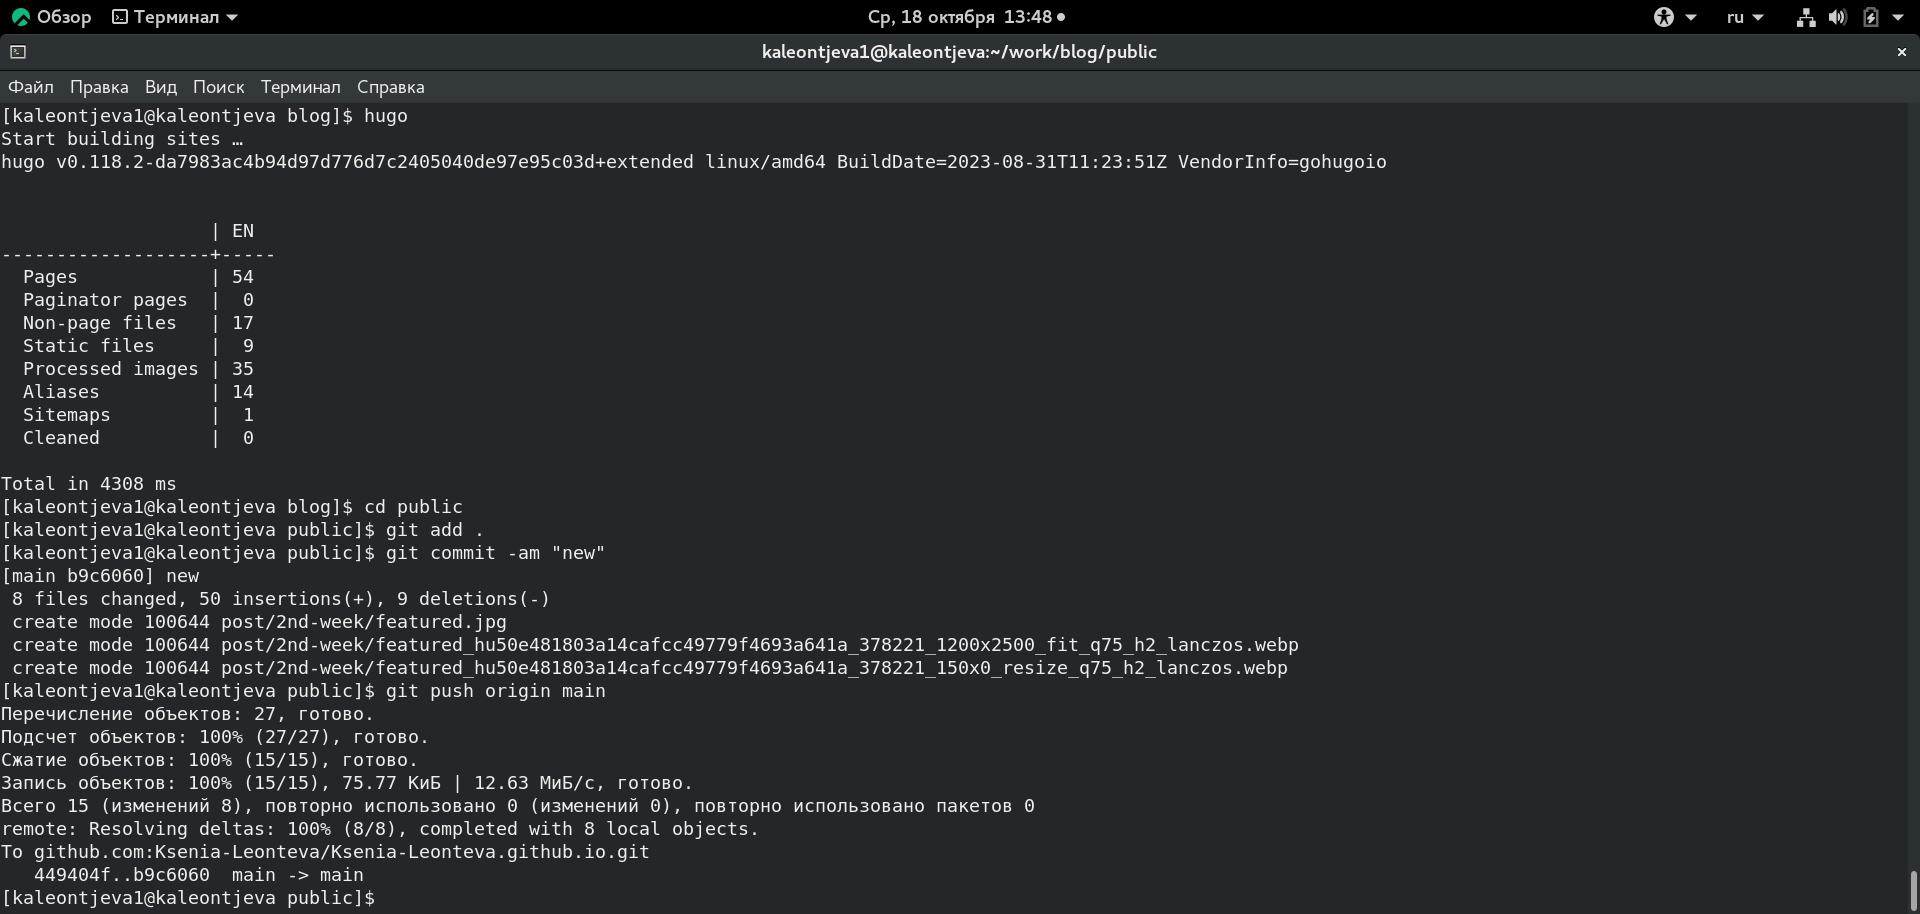 Обзор Терминал Ср, 18 октября 13:48 ru
kaleontjeva1@kaleontjeva:~/work/blog/public
Файл Правка Вид Поиск Терминал Справка
[kaleontjeva1@kaleontjeva blog]$ hugo
Start building sites …
hugo v0.118.2-da7983ac4b94d97d776d7c2405040de97e95c03d+extended linux/amd64 BuildDate=2023-08-31T11:23:51Z VendorInfo=gohugoio
                   | EN
-------------------+-----
  Pages            | 54
  Paginator pages  |  0
  Non-page files   | 17
  Static files     |  9
  Processed images | 35
  Aliases          | 14
  Sitemaps         |  1
  Cleaned          |  0
Total in 4308 ms
[kaleontjeva1@kaleontjeva blog]$ cd public
[kaleontjeva1@kaleontjeva public]$ git add .
[kaleontjeva1@kaleontjeva public]$ git commit -am "new"
[main b9c6060] new
 8 files changed, 50 insertions(+), 9 deletions(-)
 create mode 100644 post/2nd-week/featured.jpg
 create mode 100644 post/2nd-week/featured_hu50e481803a14cafcc49779f4693a641a_378221_1200x2500_fit_q75_h2_lanczos.webp
 create mode 100644 post/2nd-week/featured_hu50e481803a14cafcc49779f4693a641a_378221_150x0_resize_q75_h2_lanczos.webp
[kaleontjeva1@kaleontjeva public]$ git push origin main
Перечисление объектов: 27, готово.
Подсчет объектов: 100% (27/27), готово.
Сжатие объектов: 100% (15/15), готово.
Запись объектов: 100% (15/15), 75.77 КиБ | 12.63 МиБ/с, готово.
Всего 15 (изменений 8), повторно использовано 0 (изменений 0), повторно использовано пакетов 0
remote: Resolving deltas: 100% (8/8), completed with 8 local objects.
To github.com:Ksenia-Leonteva/Ksenia-Leonteva.github.io.git
   449404f..b9c6060  main -> main
[kaleontjeva1@kaleontjeva public]$